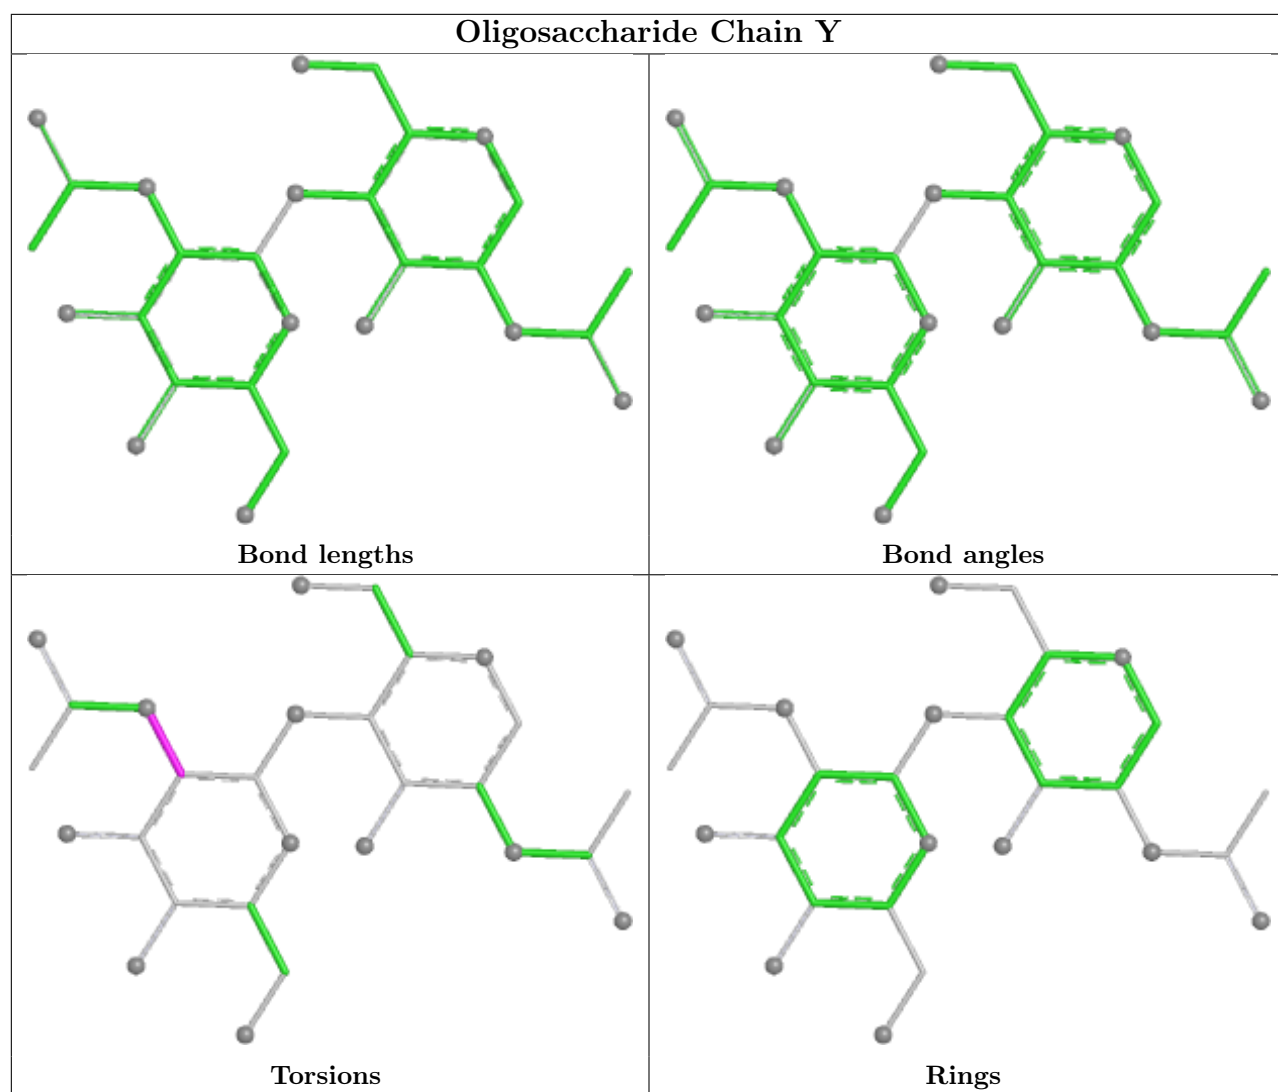 Oligosaccharide Chain Y
Bond lengths
Bond angles
Torsions
Rings